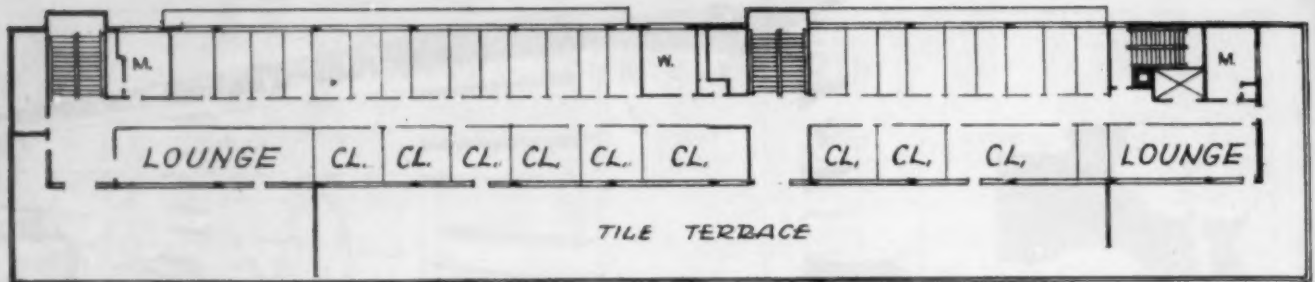 M. W. M.
LOUNGE CL. CL. CL. CL, CL. CL, CL, CL, CL, LOUNGE
TILE TERRACE